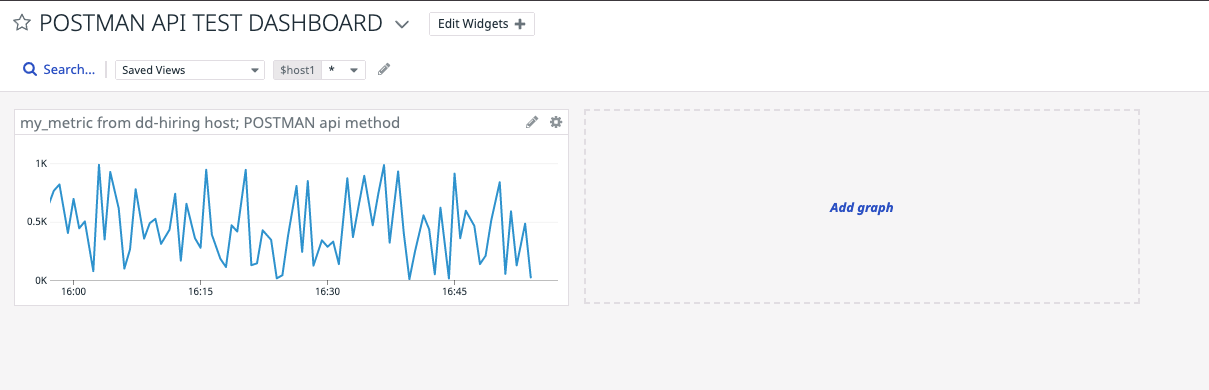 POSTMAN API TEST DASHBOARD
Edit Widgets +
Search...
Saved Views
$host1 *
my_metric from dd-hiring host; POSTMAN api method
1K
0.5K
0K
16:00 16:15 16:30 16:45
Add graph